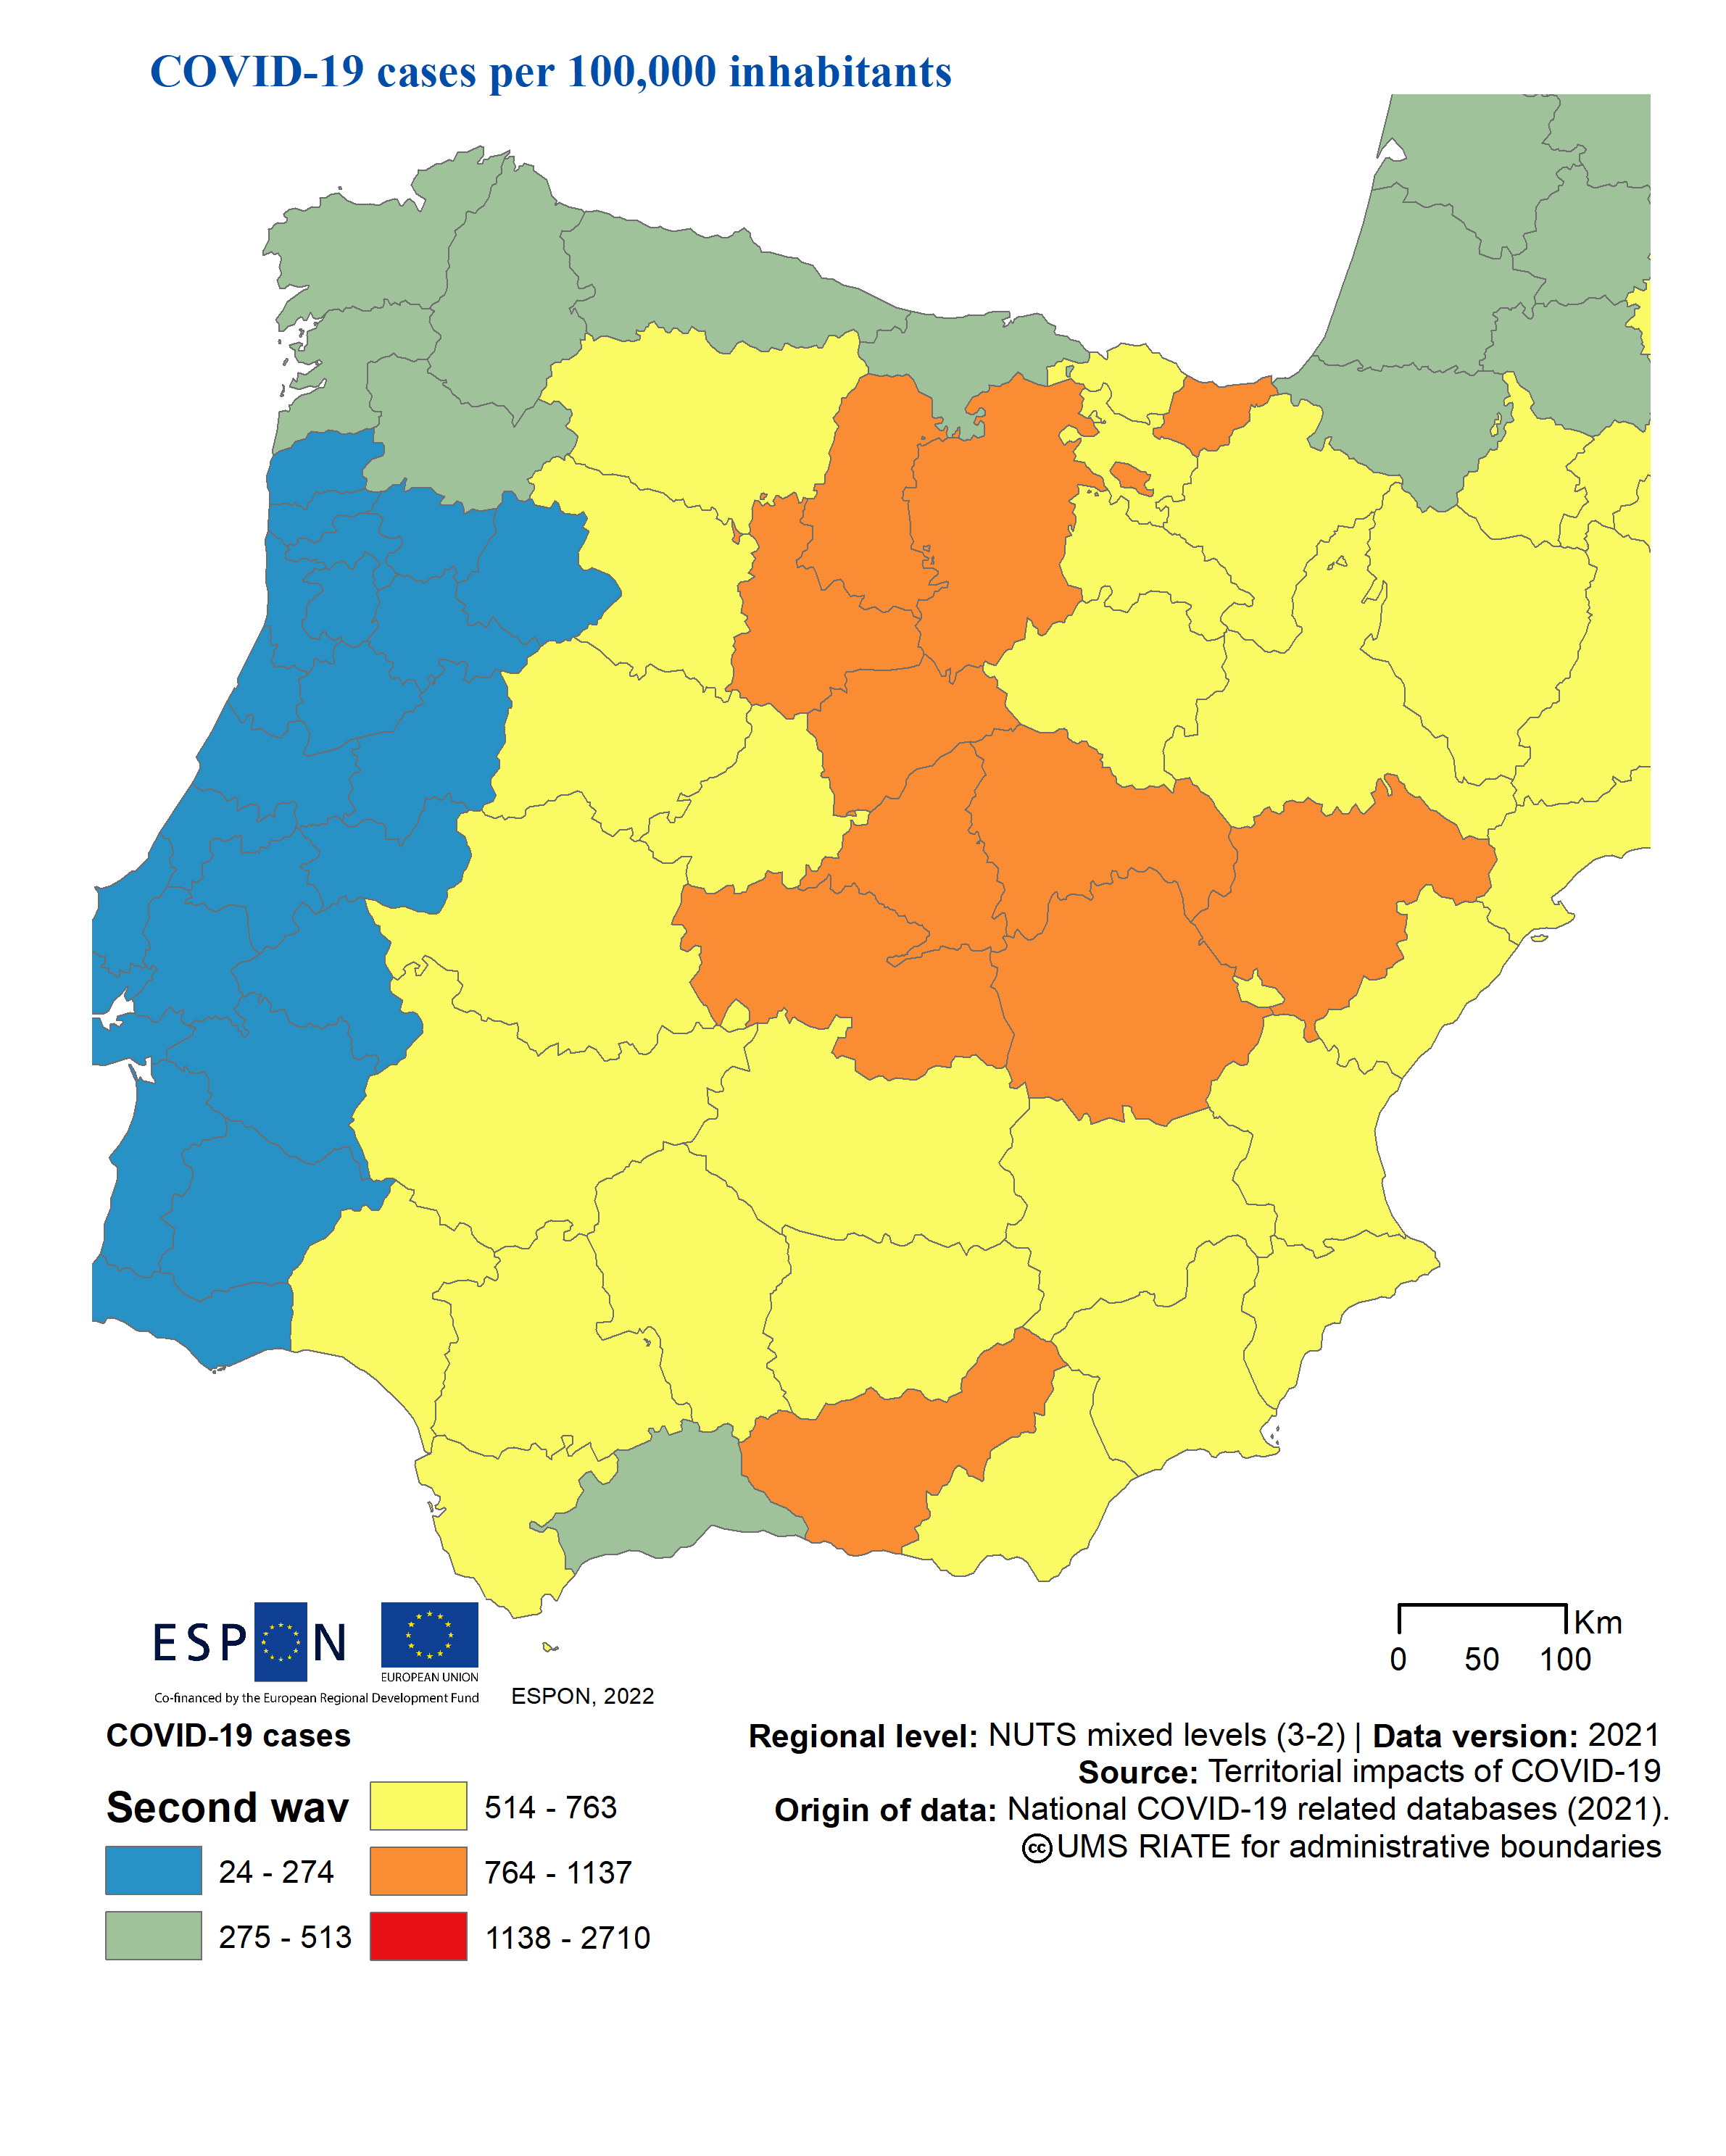 COVID-19 cases per 100,000 inhabitants
ESPON
EUROPEAN UNION
Co-financed by the European Regional Development Fund
ESPON, 2022
Km
0 50 100
COVID-19 cases
Second wav
24 - 274
275 - 513
514 - 763
764 - 1137
1138 - 2710
Regional level: NUTS mixed levels (3-2) | Data version: 2021
Source: Territorial impacts of COVID-19
Origin of data: National COVID-19 related databases (2021).
cc UMS RIATE for administrative boundaries